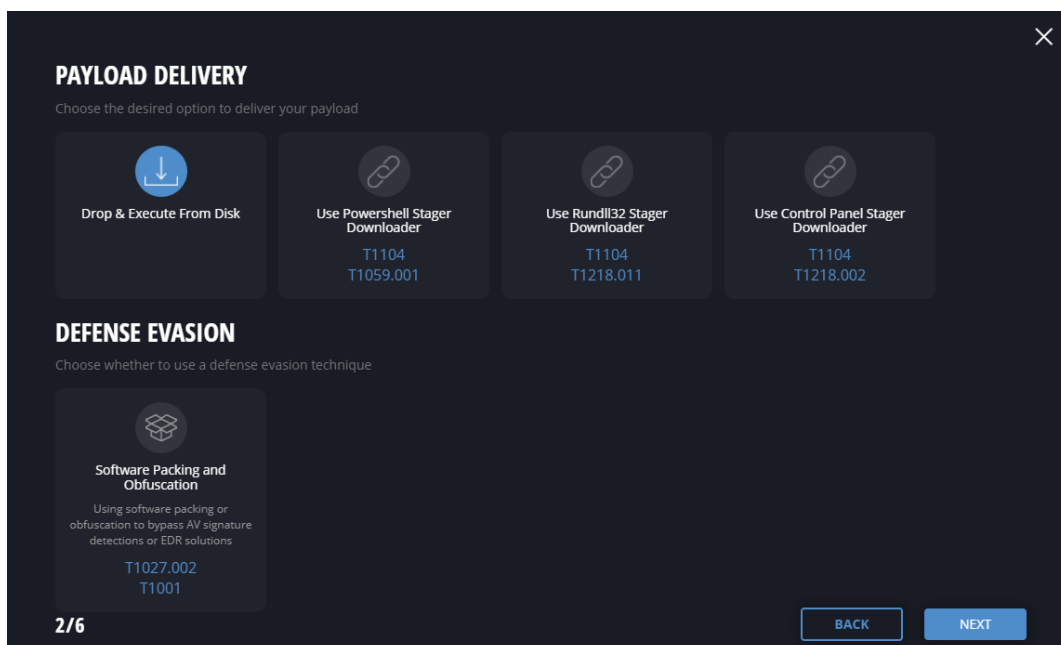 PAYLOAD DELIVERY
Choose the desired option to deliver your payload
Drop & Execute From Disk
Use Powershell Stager
Downloader
T1104
T1059.001
Use Rundll32 Stager
Downloader
T1104
T1218.011
Use Control Panel Stager
Downloader
T1104
T1218.002
DEFENSE EVASION
Choose whether to use a defense evasion technique
Software Packing and
Obfuscation
Using software packing or
obfuscation to bypass AV signature
detections or EDR solutions
T1027.002
T1001
2/6
BACK
NEXT